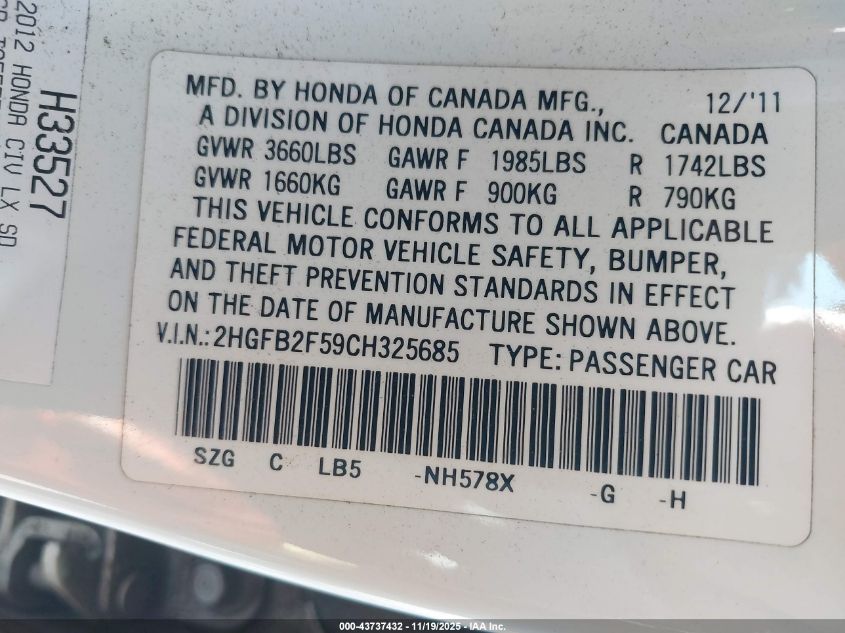 MFD. BY HONDA OF CANADA MFG., 12/'11
A DIVISION OF HONDA CANADA INC. CANADA
GVWR 3660LBS GAWR F 1985LBS R 1742LBS
GVWR 1660KG GAWR F 900KG R 790KG
THIS VEHICLE CONFORMS TO ALL APPLICABLE
FEDERAL MOTOR VEHICLE SAFETY, BUMPER,
AND THEFT PREVENTION STANDARDS IN EFFECT
ON THE DATE OF MANUFACTURE SHOWN ABOVE.
V.I.N.: 2HGFB2F59CH325685 TYPE: PASSENGER CAR
SZG C LB5 -NH578X -G -H
H33527
2012 HONDA CIV LX SD
000-43737432 - 11/19/2025 - IAA Inc.